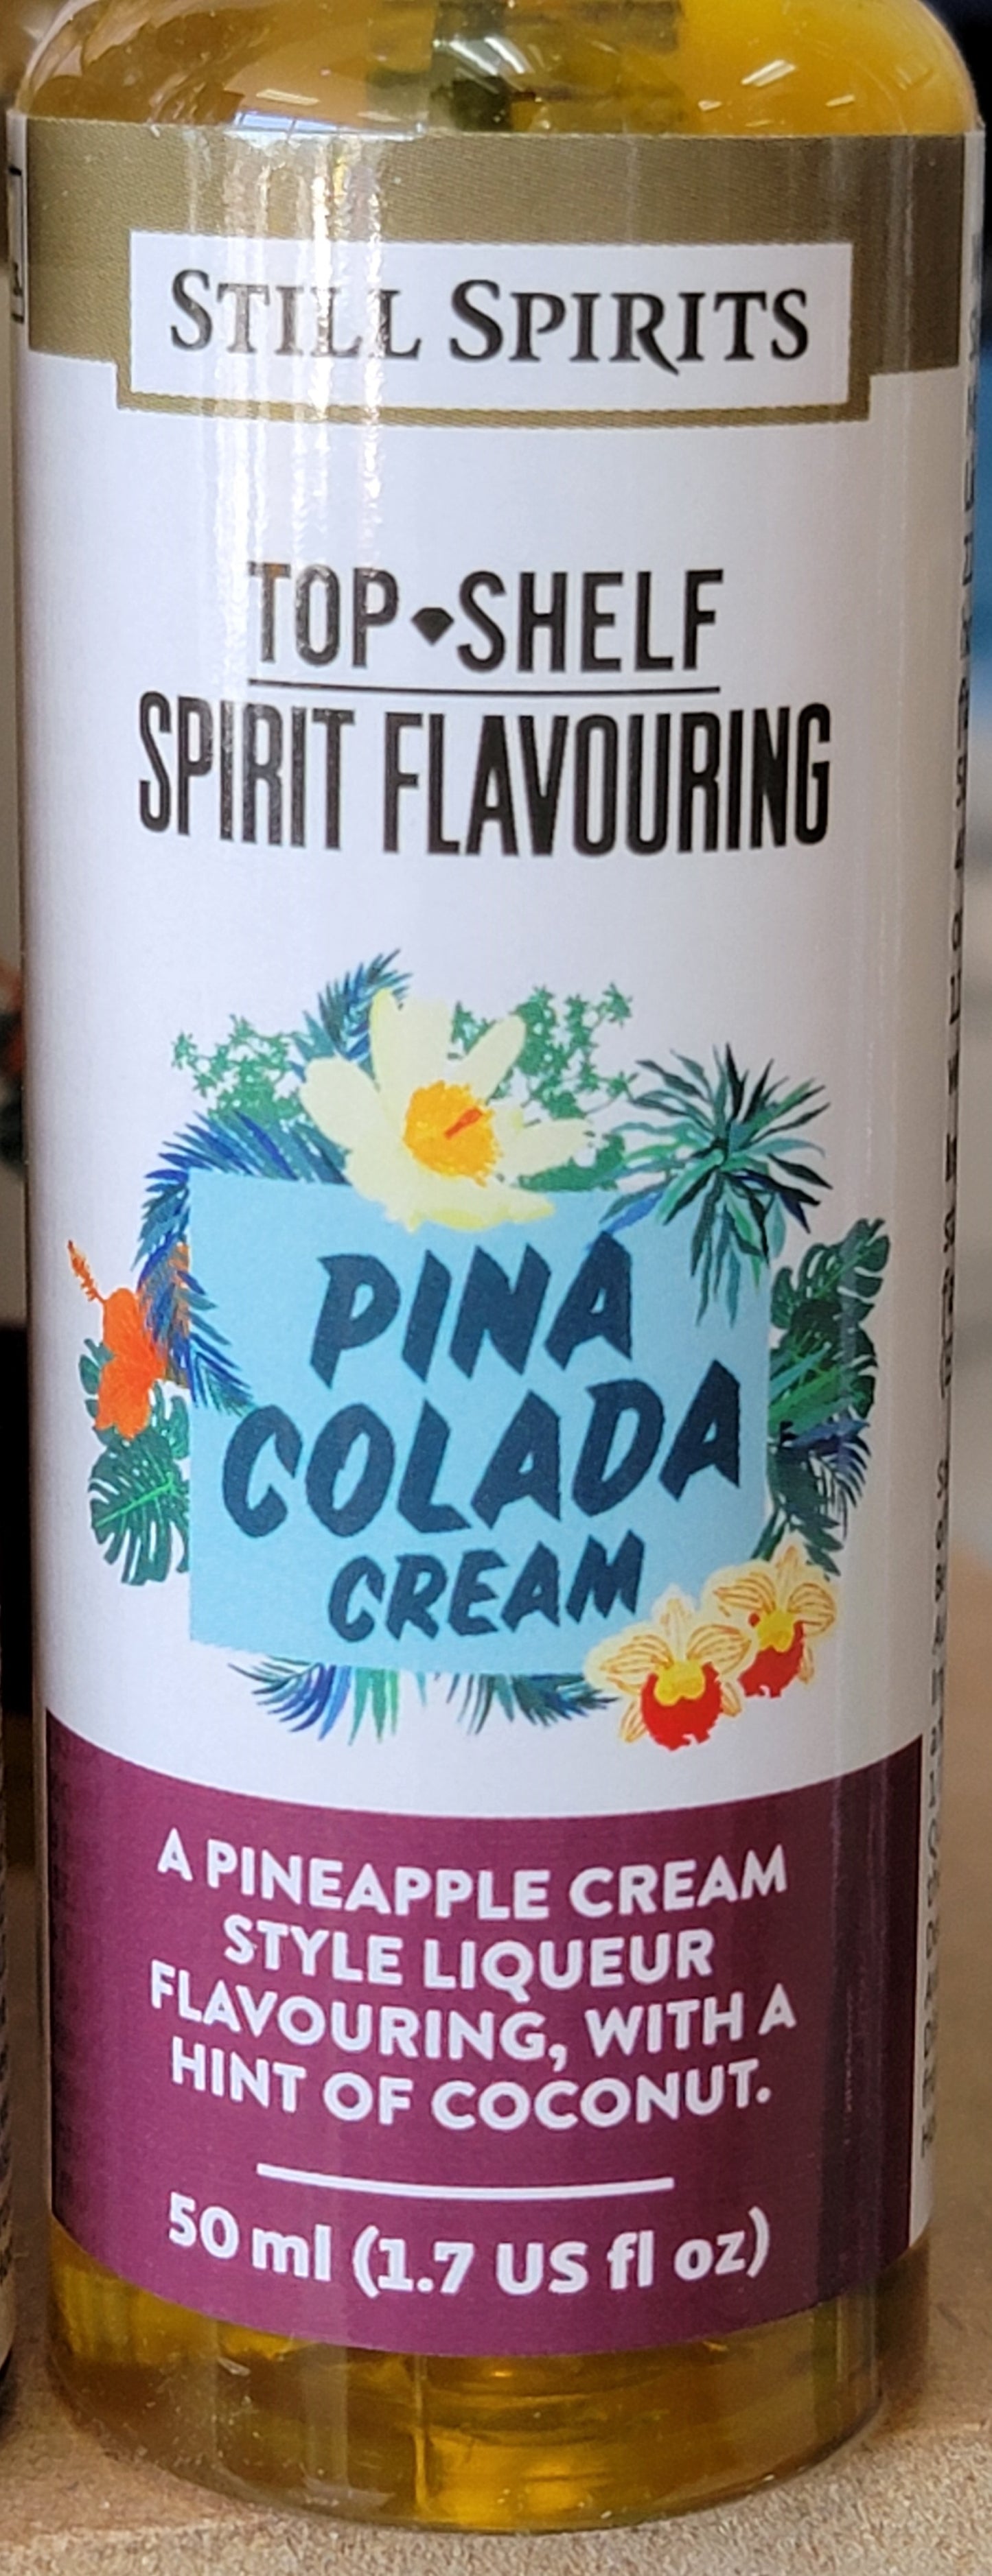 STILL SPIRITS
TOP◆SHELF
SPIRIT FLAVOURING
PINA
COLADA
CREAM
A PINEAPPLE CREAM
STYLE LIQUEUR
FLAVOURING, WITH A
HINT OF COCONUT.
50 ml (1.7 US fl oz)